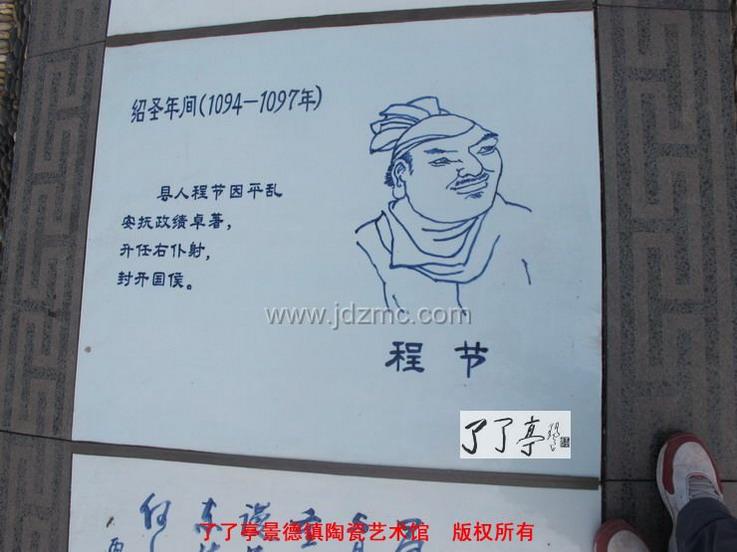 绍圣年间(1094—1097年)
县人程节因平乱
安抚政绩卓著，
升任右仆射，
封开国侯。
www.jdzmc.com
程节
了了亭
了了亭景德镇陶瓷艺术馆 版权所有